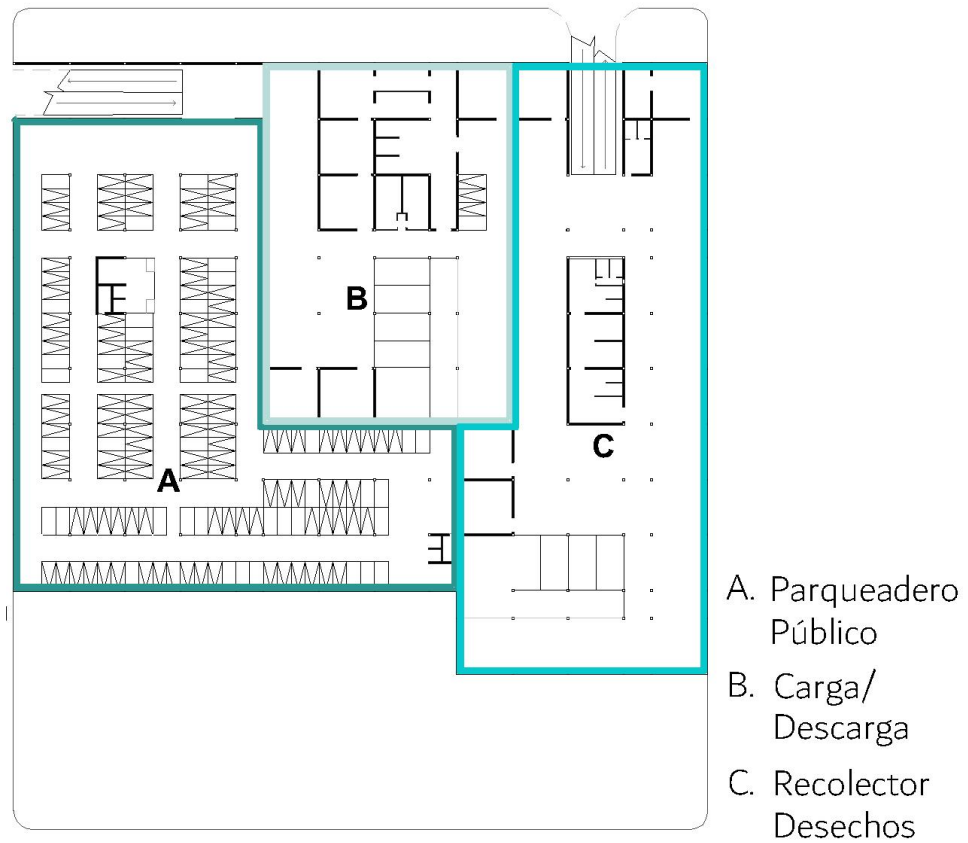 B
C
A
A. Parqueadero
Público
B. Carga/
Descarga
C. Recolector
Desechos